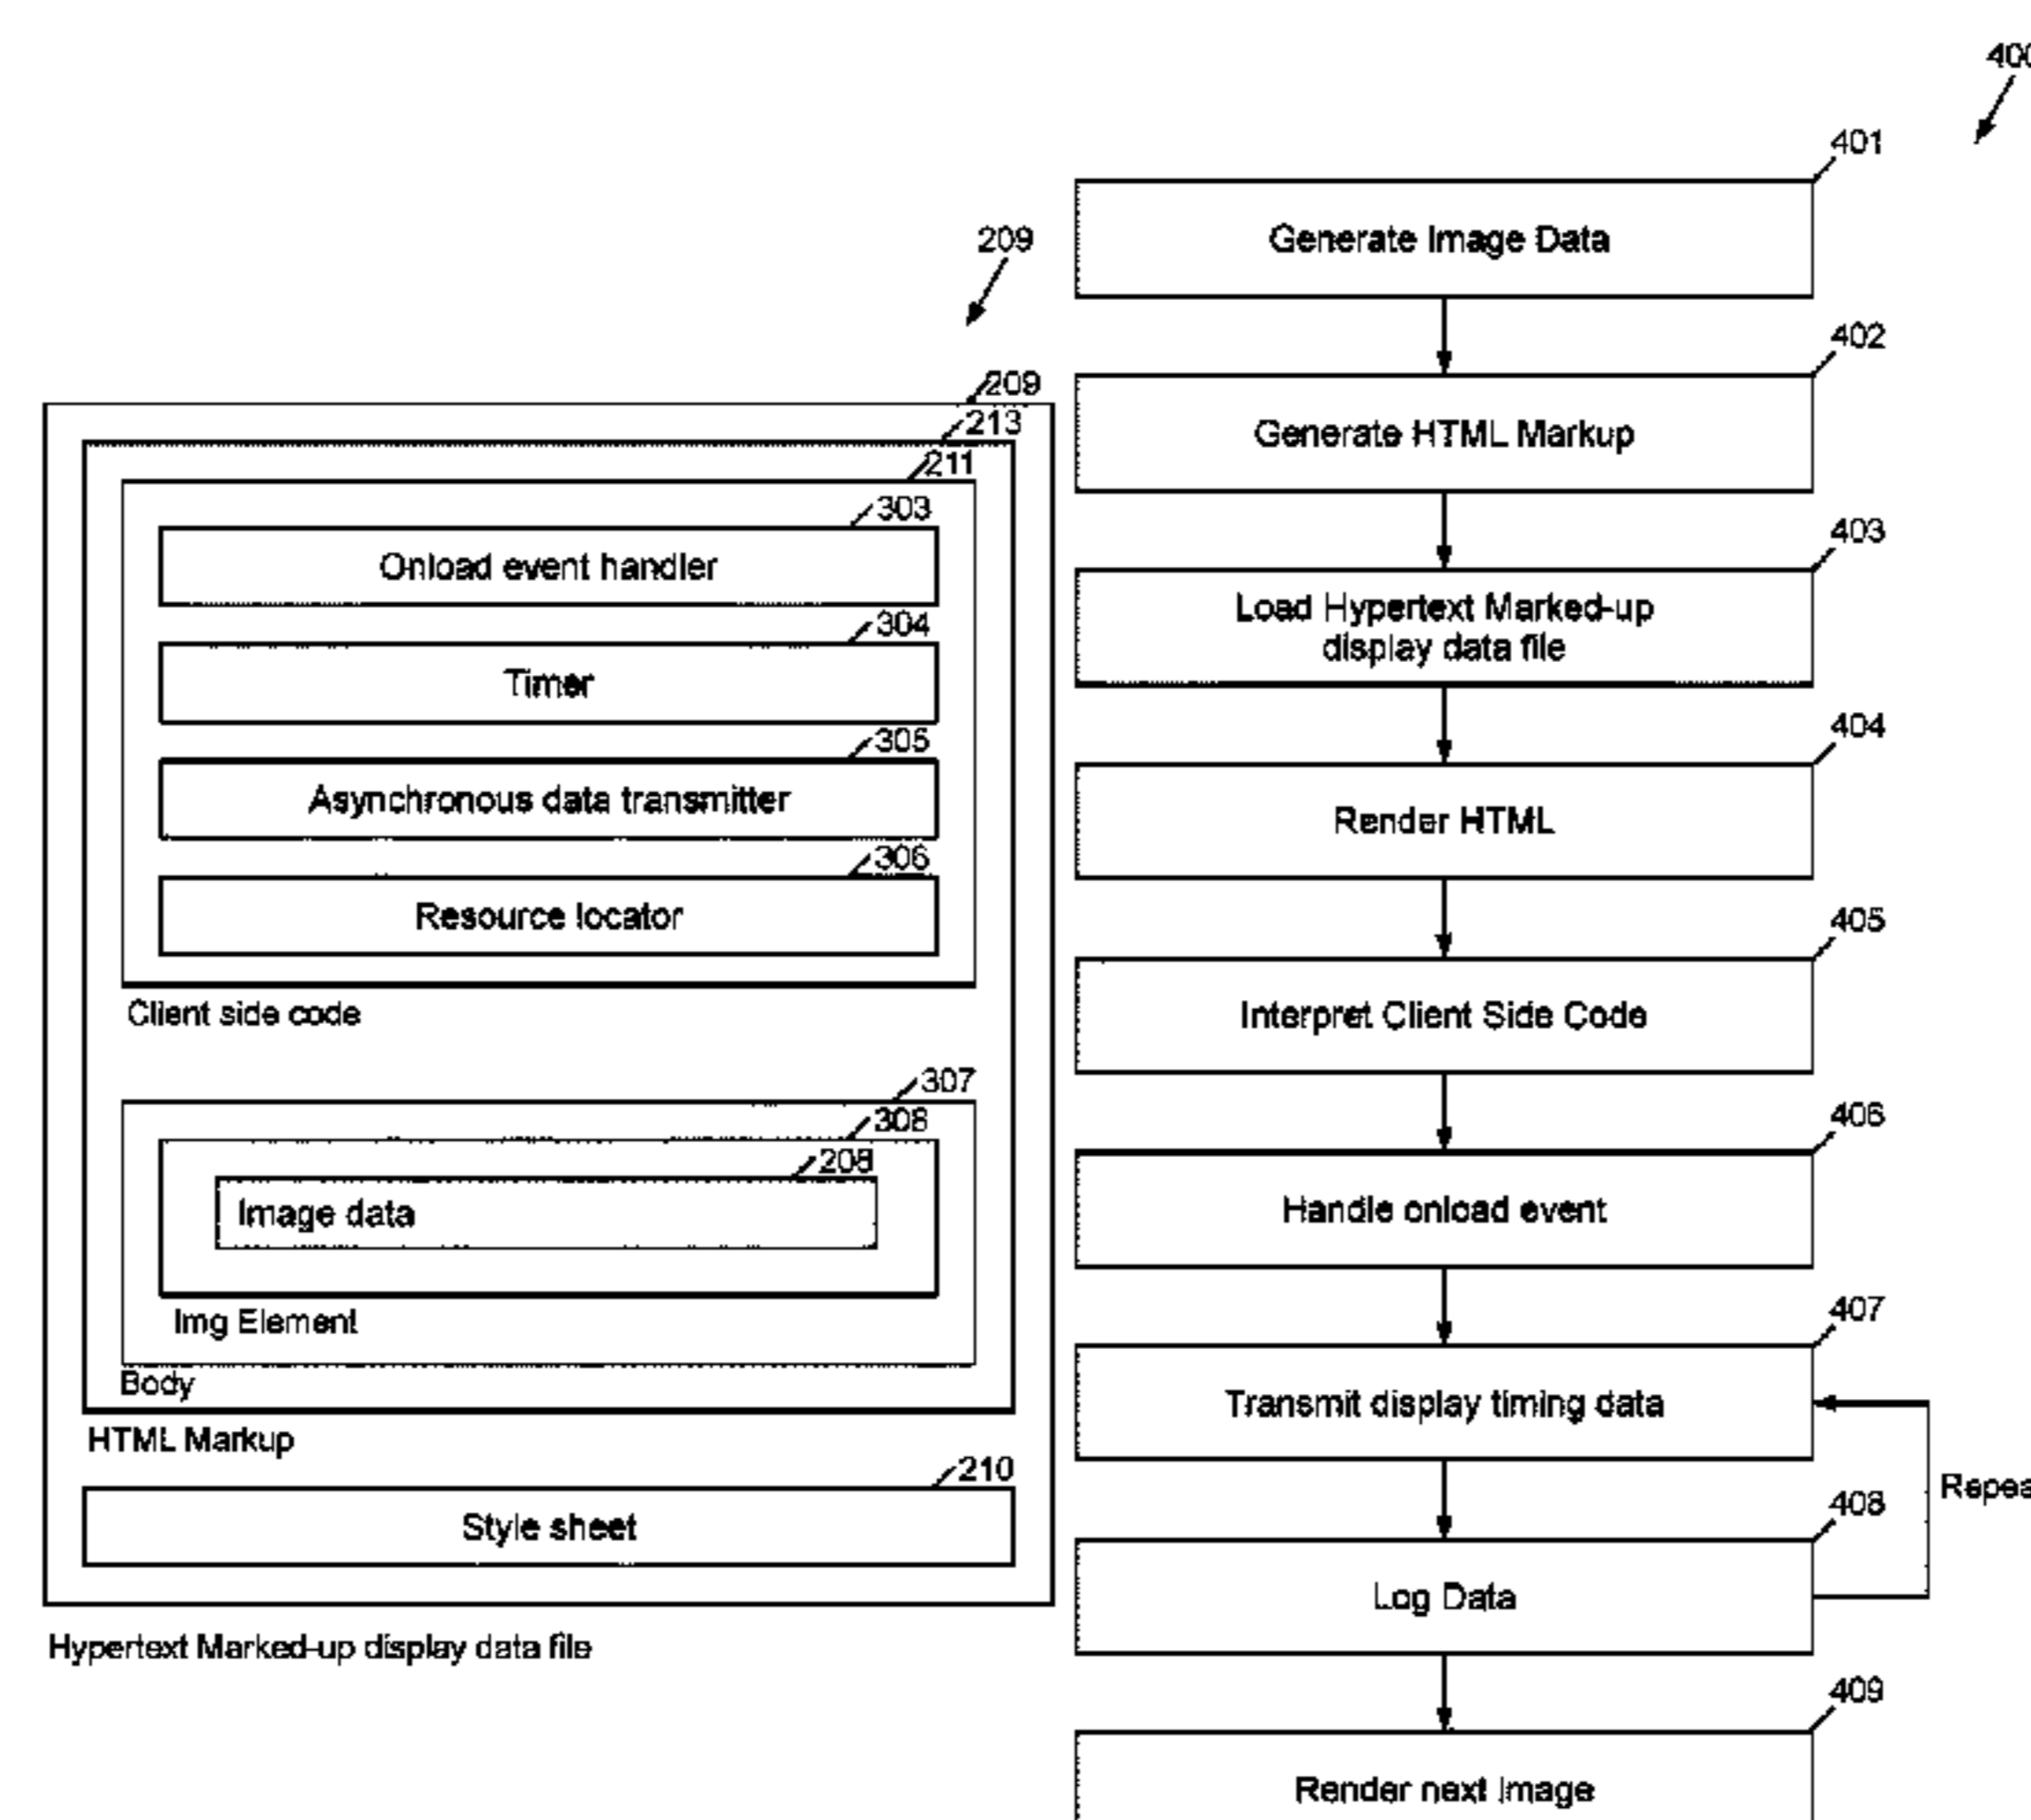 209
209
213
211
303
Onload event handler
304
Timer
305
Asynchronous data transmitter
306
Resource locator
Client side code
307
308
208
Image data
Img Element
Body
HTML Markup
210
Style sheet
Hypertext Marked-up display data file
400
401
Generate Image Data
402
Generate HTML Markup
403
Load Hypertext Marked-up
display data file
404
Render HTML
405
Interpret Client Side Code
406
Handle onload event
407
Transmit display timing data
Repea
408
Log Data
409
Render next Image